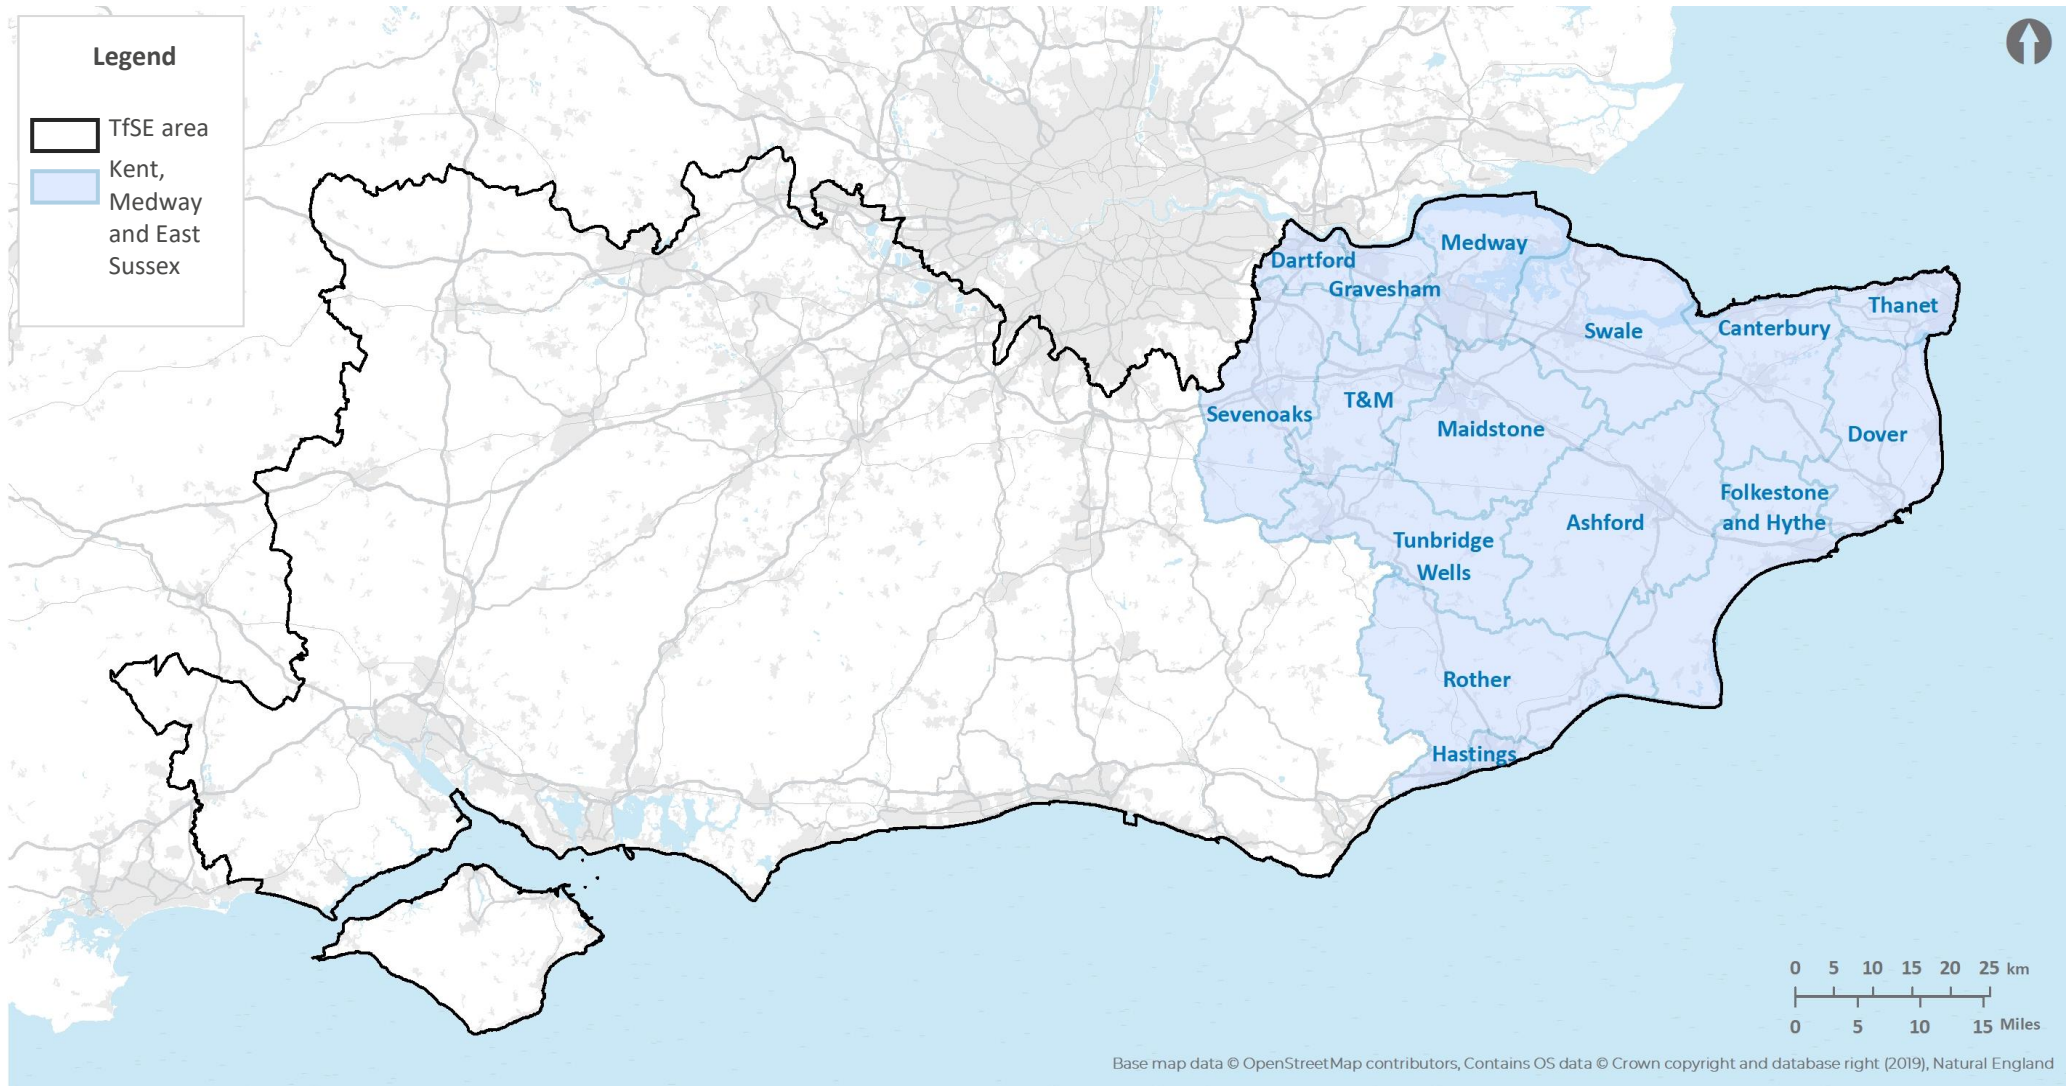 Legend
TfSE area
Kent,
Medway
and East
Sussex
Medway
Dartford
Gravesham
Thanet
Swale
Canterbury
T&M
Sevenoaks
Maidstone
Dover
Folkestone
and Hythe
Ashford
Tunbridge
Wells
Rother
Hastings
0 5 10 15 20 25 km
0 5 10 15 Miles
Base map data © OpenStreetMap contributors, Contains OS data © Crown copyright and database right (2019), Natural England